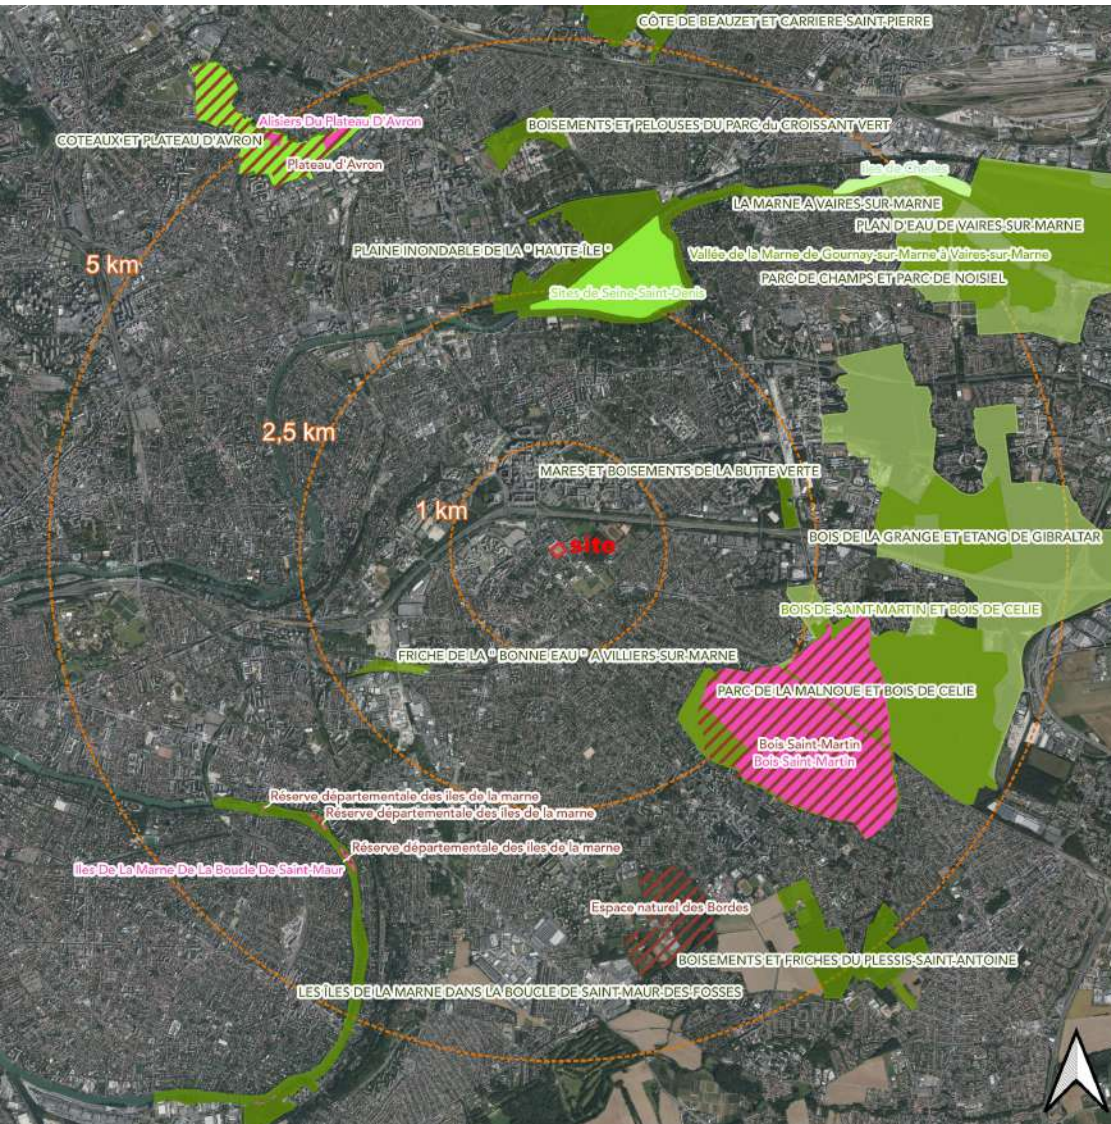 CÔTE DE BEAUZET ET CARRIERE SAINT-PIERRE
Alisiers Du Plateau D'Avron
BOISEMENTS ET PELOUSES DU PARC du CROISSANT VERT
COTEAUX ET PLATEAU D'AVRON
Plateau d'Avron
Îles de Chelles
LA MARNE A VAIRES-SUR-MARNE
PLAN D'EAU DE VAIRES-SUR-MARNE
PLAINE INONDABLE DE LA " HAUTE-ÎLE "
Vallée de la Marne de Gournay-sur-Marne à Vaires-sur-Marne
5 km
PARC DE CHAMPS ET PARC DE NOISIEL
Sites de Seine-Saint-Denis
2,5 km
MARES ET BOISEMENTS DE LA BUTTE VERTE
1 km
BOIS DE LA GRANGE ET ETANG DE GIBRALTAR
site
BOIS DE SAINT-MARTIN ET BOIS DE CELIE
FRICHE DE LA " BONNE EAU " A VILLIERS-SUR-MARNE
PARC DE LA MALNOUE ET BOIS DE CELIE
Bois Saint-Martin
Bois Saint-Martin
Réserve départementale des îles de la marne
Réserve départementale des îles de la marne
Réserve départementale des îles de la marne
Iles De La Marne De La Boucle De Saint-Maur
Espace naturel des Bordes
BOISEMENTS ET FRICHES DU PLESSIS-SAINT-ANTOINE
LES ÎLES DE LA MARNE DANS LA BOUCLE DE SAINT-MAUR-DES-FOSSES